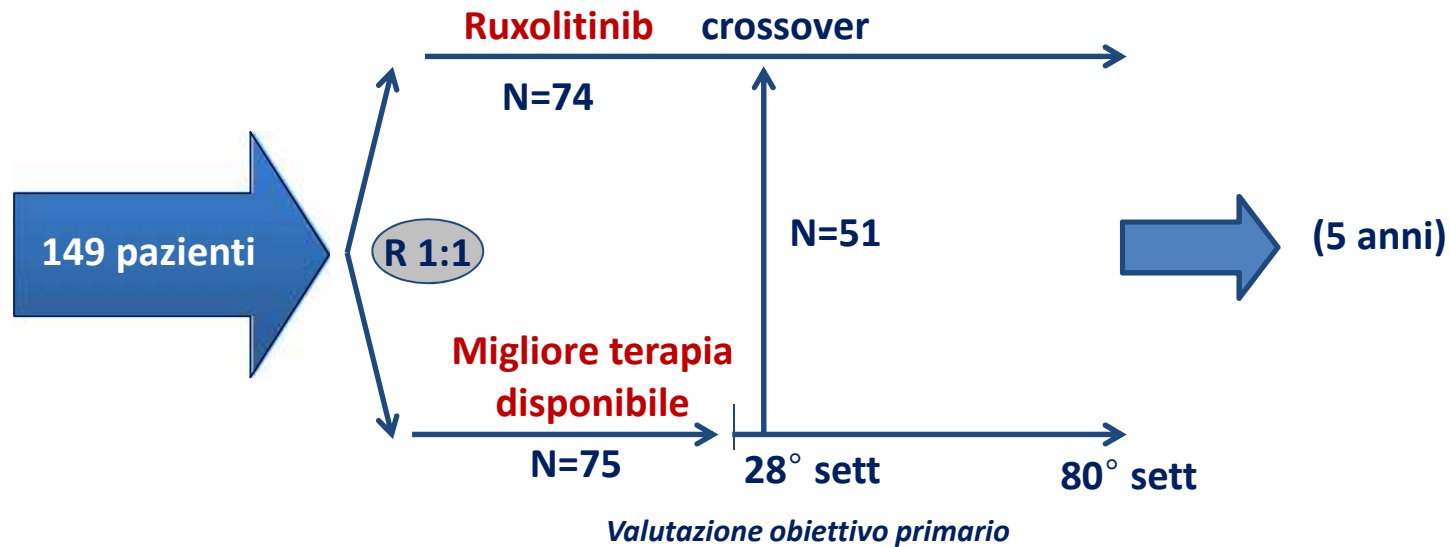 Ruxolitinib crossover
N=74
149 pazienti
R 1:1
N=51
(5 anni)
Migliore terapia
disponibile
N=75
28° sett
80° sett
Valutazione obiettivo primario